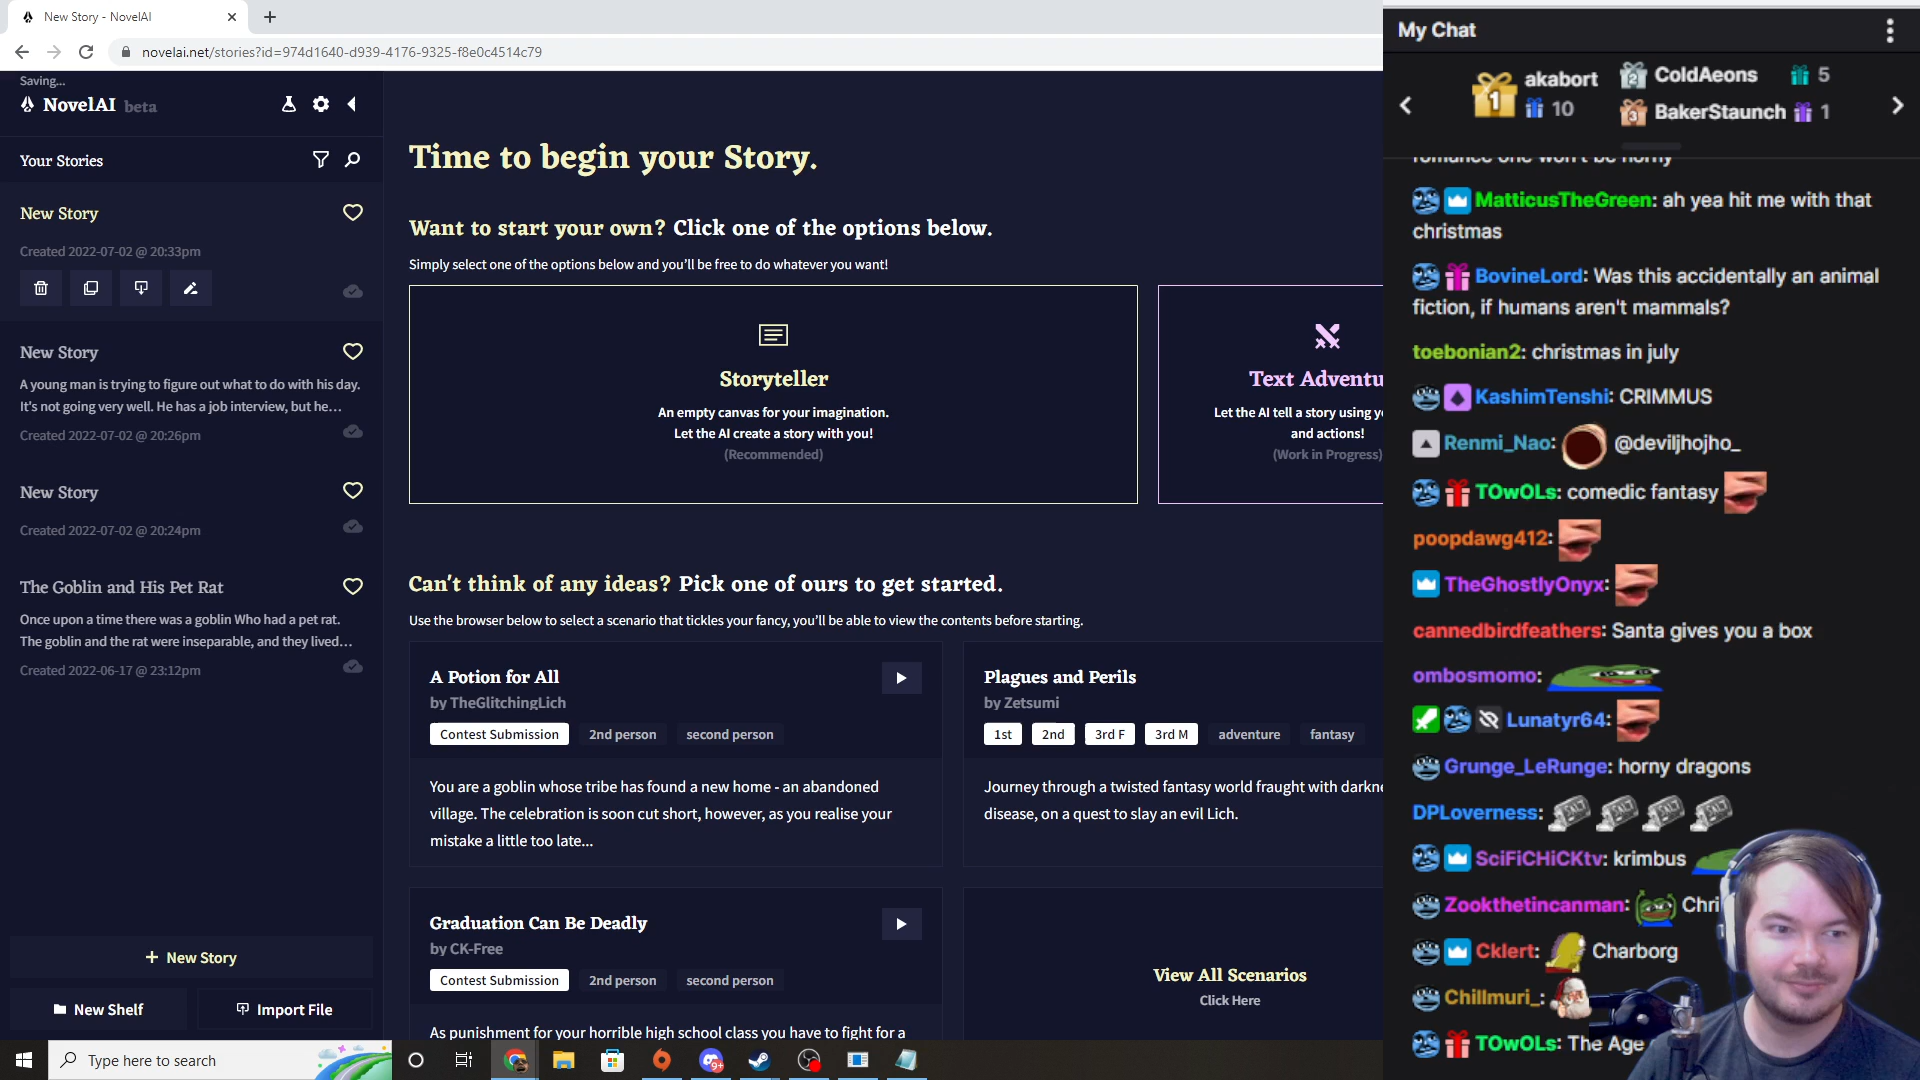 New Story - NovelAI
novelai.net/stories?id=974d1640-d939-4176-9325-f8e0c4514c79
Saving...
NovelAI beta
Your Stories
New Story
Created 2022-07-02 @ 20:33pm
New Story
A young man is trying to figure out what to do with his day.
It's not going very well. He has a job interview, but he...
Created 2022-07-02 @ 20:26pm
New Story
Created 2022-07-02 @ 20:24pm
The Goblin and His Pet Rat
Once upon a time there was a goblin Who had a pet rat.
The goblin and the rat were inseparable, and they lived...
Created 2022-06-17 @ 23:12pm
+ New Story
New Shelf
Import File
Time to begin your Story.
Want to start your own? Click one of the options below.
Simply select one of the options below and you'll be free to do whatever you want!
Storyteller
An empty canvas for your imagination.
Let the AI create a story with you!
(Recommended)
Text Adventu
Let the AI tell a story using y
and actions!
(Work in Progress)
Can't think of any ideas? Pick one of ours to get started.
Use the browser below to select a scenario that tickles your fancy, you'll be able to view the contents before starting.
A Potion for All
by TheGlitchingLich
Contest Submission 2nd person second person
You are a goblin whose tribe has found a new home - an abandoned
village. The celebration is soon cut short, however, as you realise your
mistake a little too late...
Plagues and Perils
by Zetsumi
1st 2nd 3rd F 3rd M adventure fantasy
Journey through a twisted fantasy world fraught with darkne
disease, on a quest to slay an evil Lich.
Graduation Can Be Deadly
by CK-Free
Contest Submission 2nd person second person
As punishment for your horrible high school class you have to fight for a
View All Scenarios
Click Here
Type here to search
9+
My Chat
1 akabort
10
2 ColdAeons 5
3 BakerStaunch 1
romance one won't be horny
MatticusTheGreen: ah yea hit me with that
christmas
BovineLord: Was this accidentally an animal
fiction, if humans aren't mammals?
toebonian2: christmas in july
KashimTenshi: CRIMMUS
Renmi_Nao: @deviljhojho_
TOwOLs: comedic fantasy
poopdawg412:
TheGhostlyOnyx:
cannedbirdfeathers: Santa gives you a box
ombosmomo:
Lunatyr64:
Grunge_LeRunge: horny dragons
DPLoverness:
SALT SALT SALT SALT
SciFiCHiCKtv: krimbus
Zookthetincanman: Chri
Cklert: Charborg
Chillmuri_:
TOwOLs: The Age